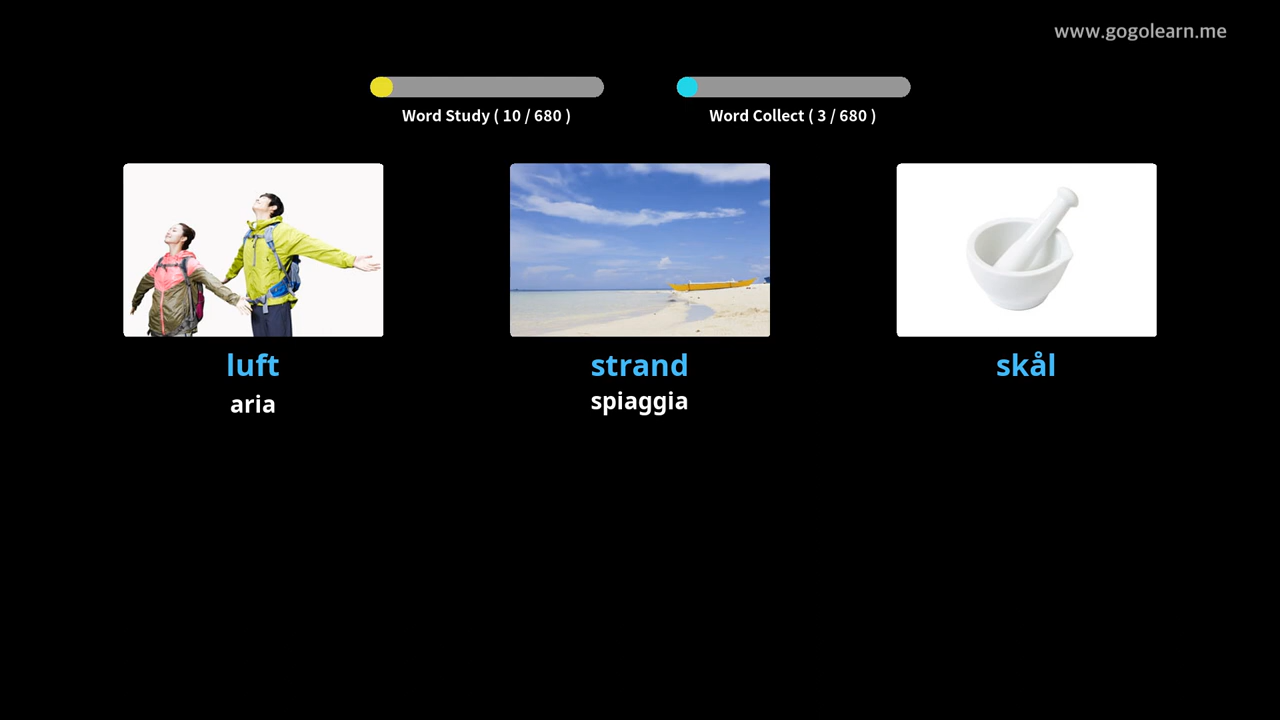 www.gogolearn.me
Word Study ( 10 / 680 )
Word Collect ( 3 / 680 )
luft
aria
strand
spiaggia
skål